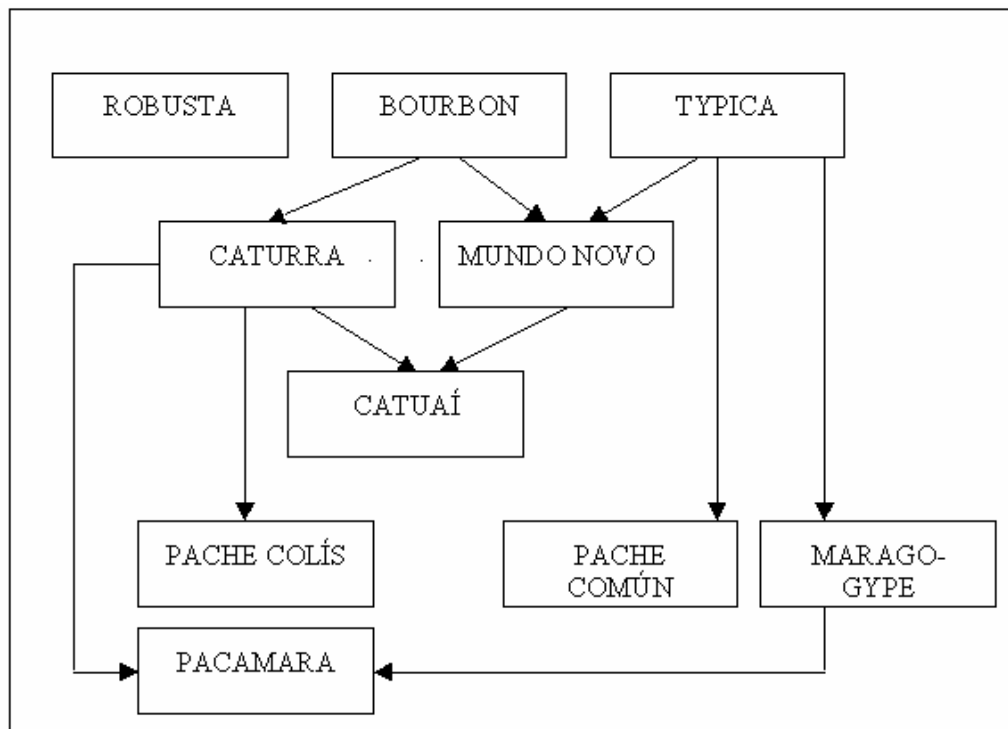 ROBUSTA
BOURBON
TYPICA
CATURRA
MUNDO NOVO
CATUAÍ
PACHE COLÍS
PACHE
COMÚN
MARAGO-
GYPE
PACAMARA